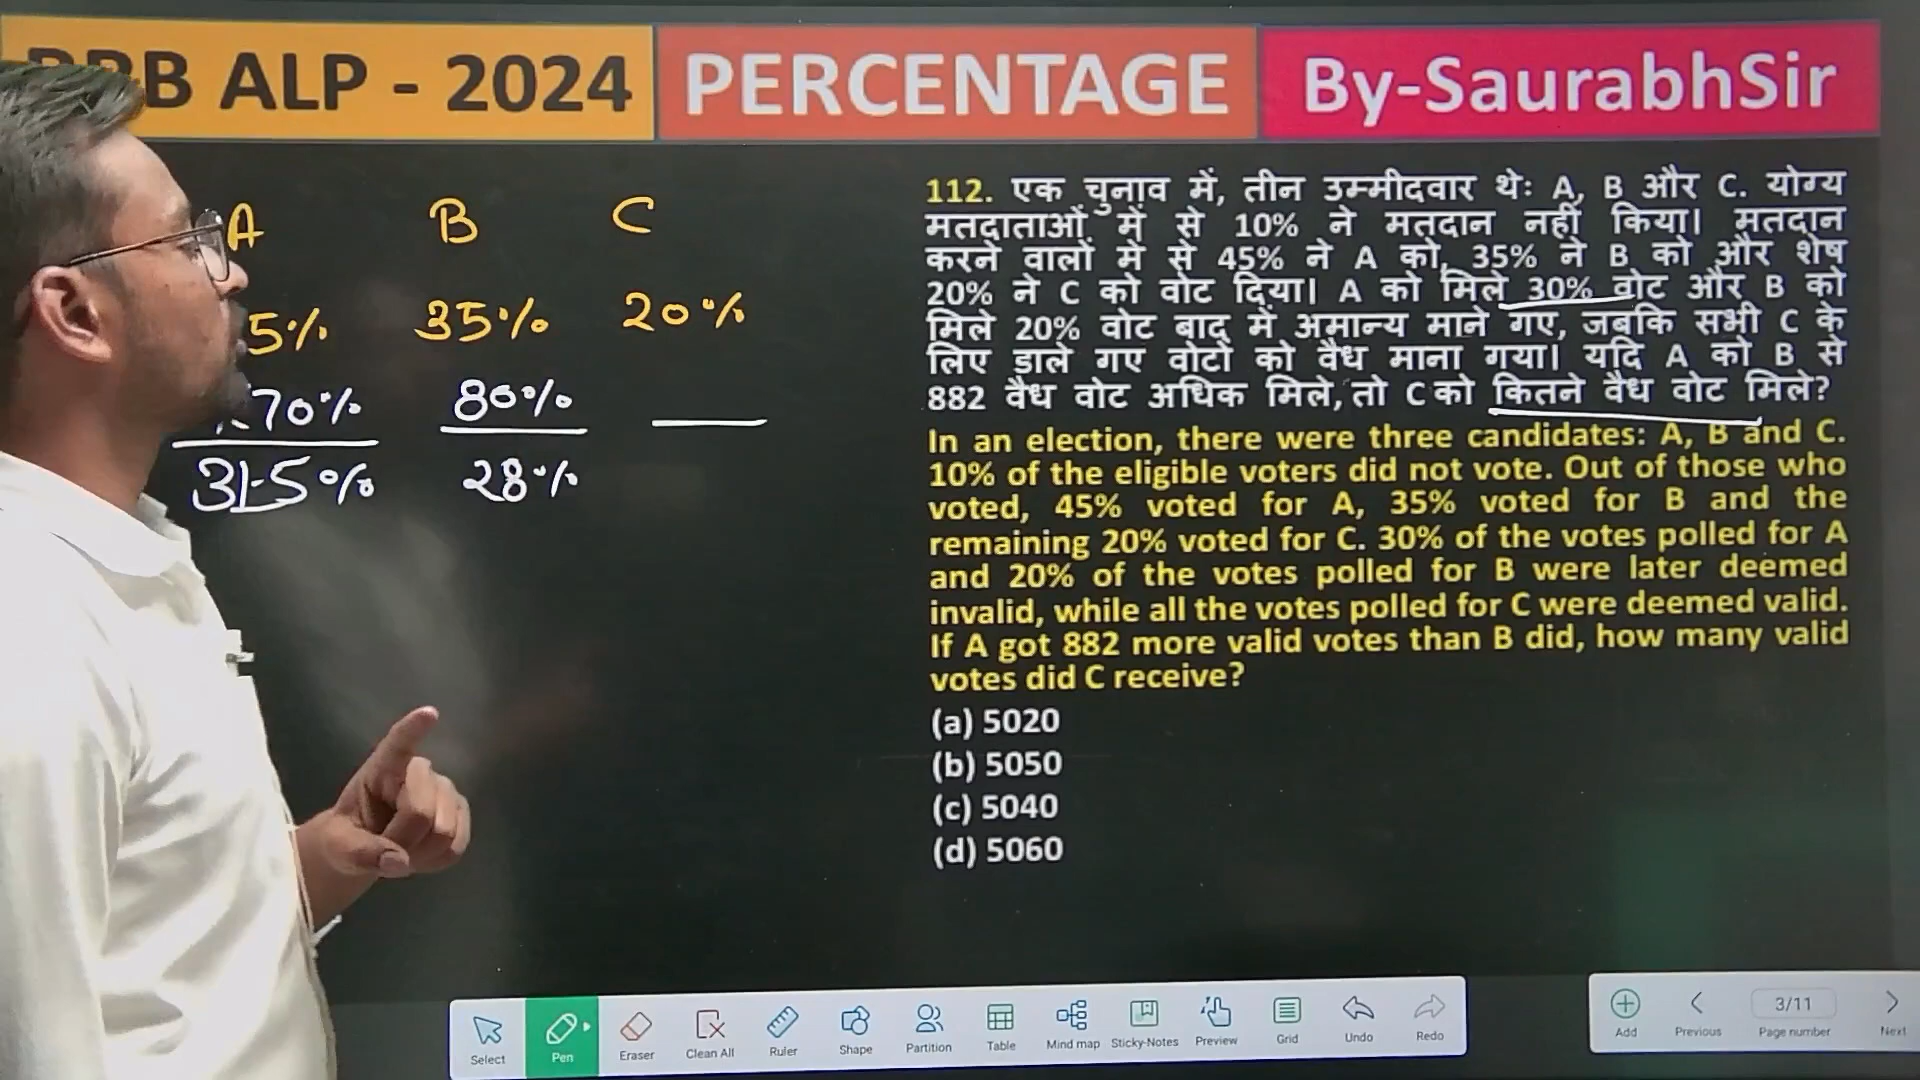 B ALP - 2024
PERCENTAGE
By-SaurabhSir
A B C
5% 35% 20%
70% 80%
31.5% 28%
112. एक चुनाव में, तीन उम्मीदवार थेः A, B और C. योग्य
मतदाताओं में से 10% ने मतदान नहीं किया। मतदान
करने वालों मे से 45% ने A को, 35% ने B को और शेष
20% ने C को वोट दिया। A को मिले 30% वोट और B को
मिले 20% वोट बाद में अमान्य माने गए, जबकि सभी C के
लिए डाले गए वोटों को वैध माना गया। यदि A को B से
882 वैध वोट अधिक मिले, तो C को कितने वैध वोट मिले?
In an election, there were three candidates: A, B and C.
10% of the eligible voters did not vote. Out of those who
voted, 45% voted for A, 35% voted for B and the
remaining 20% voted for C. 30% of the votes polled for A
and 20% of the votes polled for B were later deemed
invalid, while all the votes polled for C were deemed valid.
If A got 882 more valid votes than B did, how many valid
votes did C receive?
(a) 5020
(b) 5050
(c) 5040
(d) 5060
Select Pen Eraser Clean All Ruler Shape Partition Table Mind map Sticky-Notes Preview Grid Undo Redo
3/11
Add Previous Page number Next